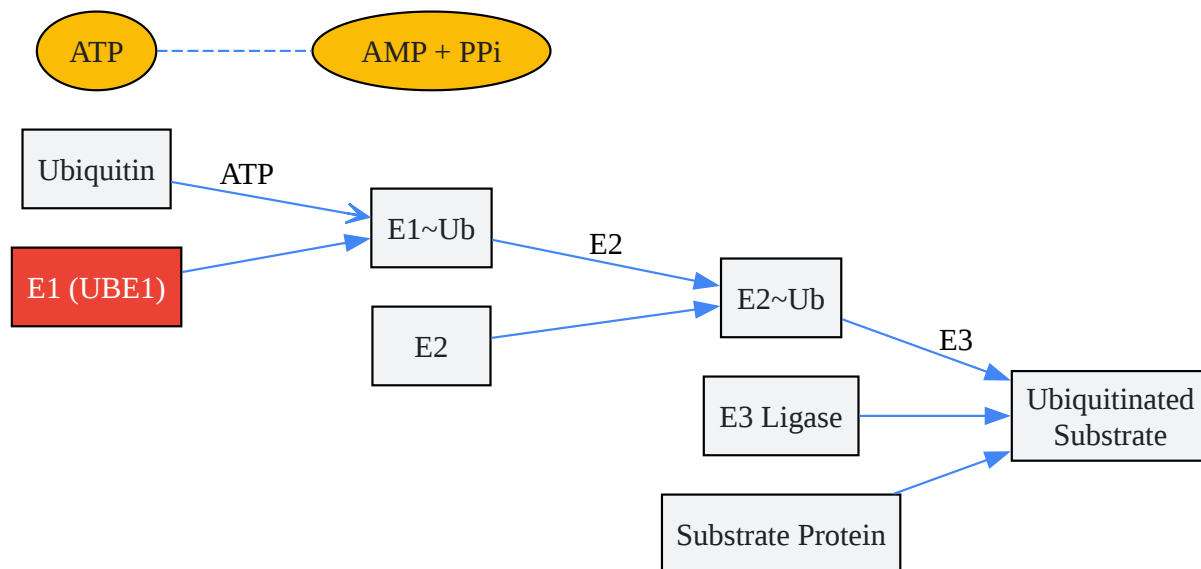 ATP
AMP + PPi
Ubiquitin
ATP
E1 (UBE1)
E1~Ub
E2
E2
E2~Ub
E3
E3 Ligase
Ubiquitinated
Substrate
Substrate Protein